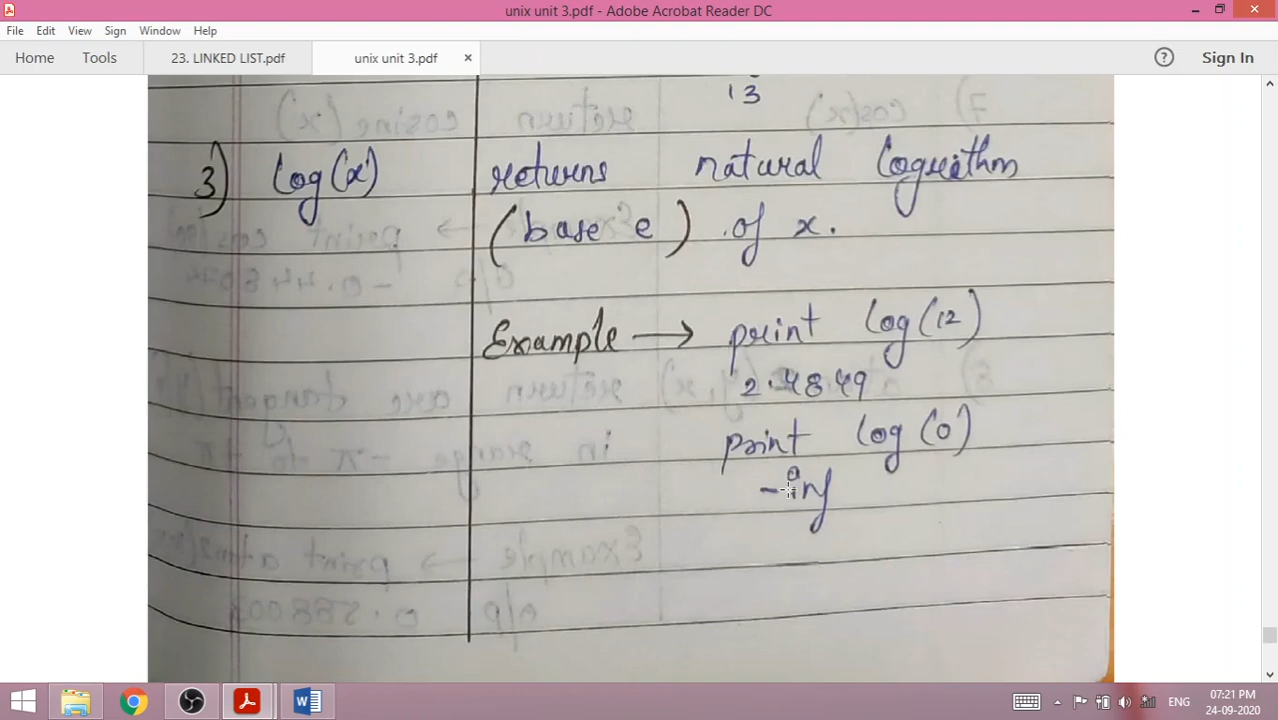 unix unit 3.pdf - Adobe Acrobat Reader DC
File Edit View Sign Window Help
Home Tools 23. LINKED LIST.pdf unix unit 3.pdf × ? Sign In
13
3) log(x) returns natural logarithm
(base e) of x.
Example → print log(12)
2.4849
print log(0)
-inf
ENG 07:21 PM
24-09-2020